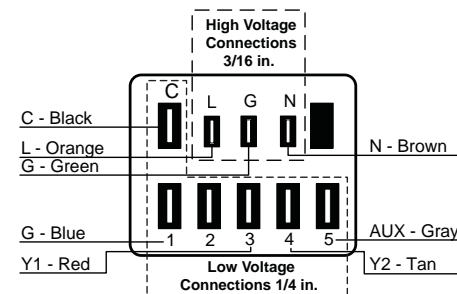 High Voltage
Connections
3/16 in.
C
L G N
C - Black
L - Orange
G - Green
N - Brown
G - Blue
1 2 3 4 5
AUX - Gray
Y1 - Red
Y2 - Tan
Low Voltage
Connections 1/4 in.